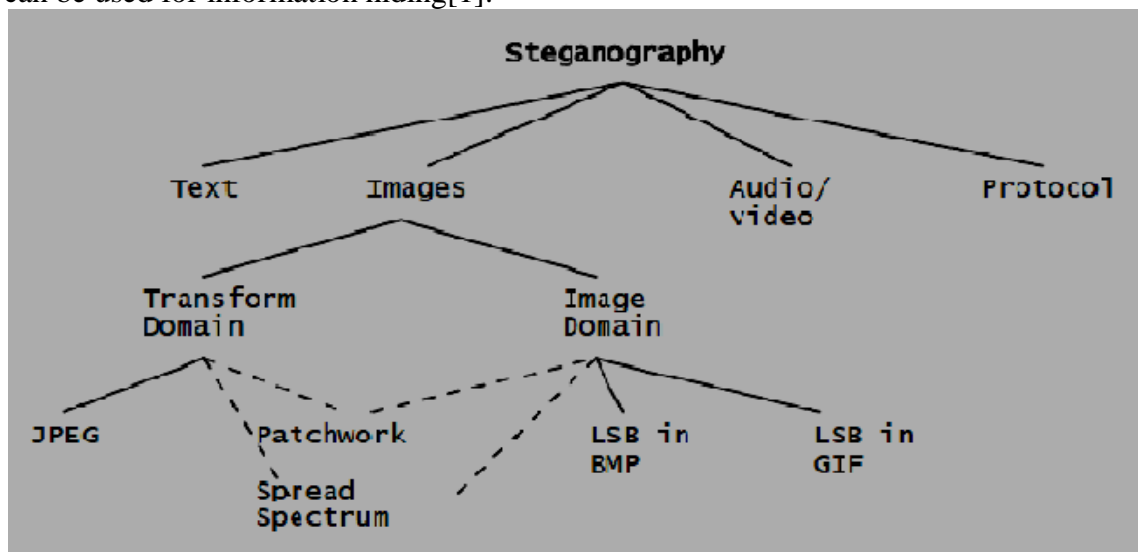 can be used for information hiding[1].
Steganography
Text
Images
Audio/
video
Protocol
Transform
Domain
Image
Domain
JPEG
Patchwork
LSB in
BMP
LSB in
GIF
Spread
Spectrum